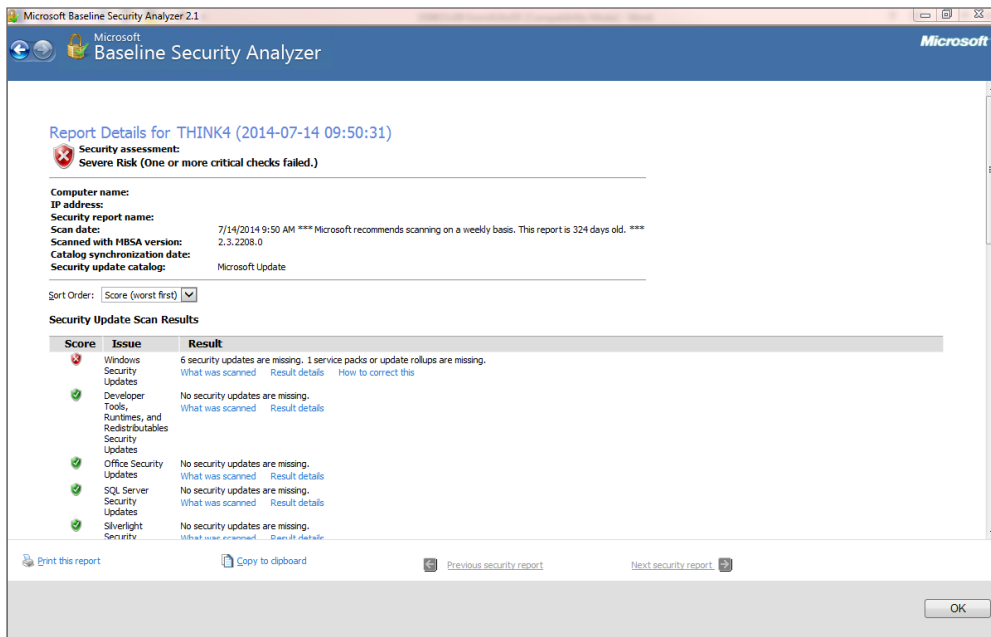 Microsoft Baseline Security Analyzer 2.1
Microsoft
Baseline Security Analyzer
Microsoft
Report Details for THINK4 (2014-07-14 09:50:31)
Security assessment:
Severe Risk (One or more critical checks failed.)
Computer name:
IP address:
Security report name:
Scan date: 7/14/2014 9:50 AM *** Microsoft recommends scanning on a weekly basis. This report is 324 days old. ***
Scanned with MBSA version: 2.3.2208.0
Catalog synchronization date:
Security update catalog: Microsoft Update
Sort Order: Score (worst first)
Security Update Scan Results
Score Issue Result
Windows 6 security updates are missing. 1 service packs or update rollups are missing.
Security What was scanned Result details How to correct this
Updates
Developer No security updates are missing.
Tools, What was scanned Result details
Runtimes, and
Redistributables
Security
Updates
Office Security No security updates are missing.
Updates What was scanned Result details
SQL Server No security updates are missing.
Security What was scanned Result details
Updates
Silverlight No security updates are missing.
Security What was scanned Result details
Print this report Copy to clipboard Previous security report Next security report
OK